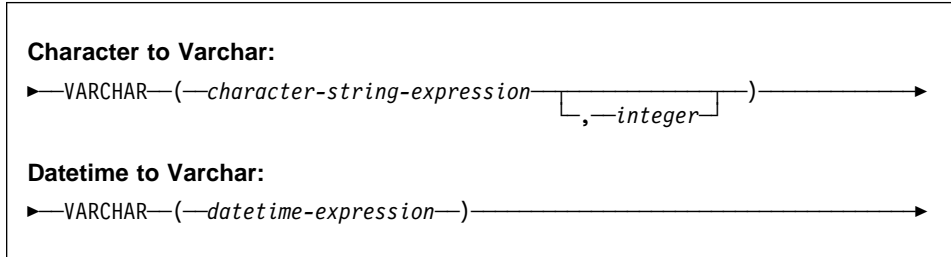 Character to Varchar:
►──VARCHAR──(──character-string-expression──┬────────────┬──)──────────►
└─,──integer─┘
Datetime to Varchar:
►──VARCHAR──(──datetime-expression──)──────────►